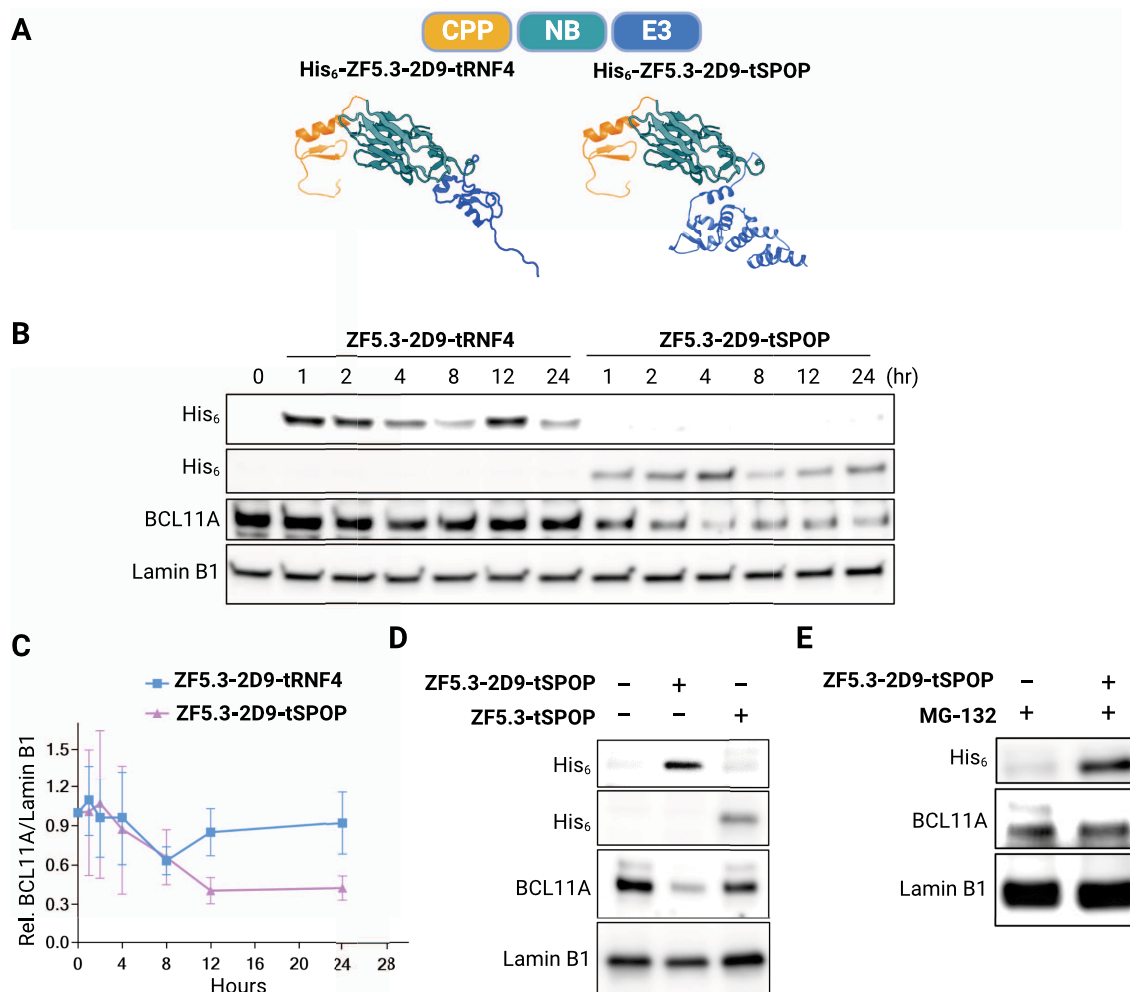 A
CPP NB E3
His₆-ZF5.3-2D9-tRNF4 His₆-ZF5.3-2D9-tSPOP
B
ZF5.3-2D9-tRNF4 ZF5.3-2D9-tSPOP
0 1 2 4 8 12 24 1 2 4 8 12 24 (hr)
His₆
His₆
BCL11A
Lamin B1
C
ZF5.3-2D9-tRNF4
ZF5.3-2D9-tSPOP
Rel. BCL11A/Lamin B1
1.5
1.2
0.9
0.6
0.3
0.0
0 4 8 12 16 20 24 28
Hours
D
ZF5.3-2D9-tSPOP – + –
ZF5.3-tSPOP – – +
His₆
His₆
BCL11A
Lamin B1
E
ZF5.3-2D9-tSPOP – +
MG-132 + +
His₆
BCL11A
Lamin B1